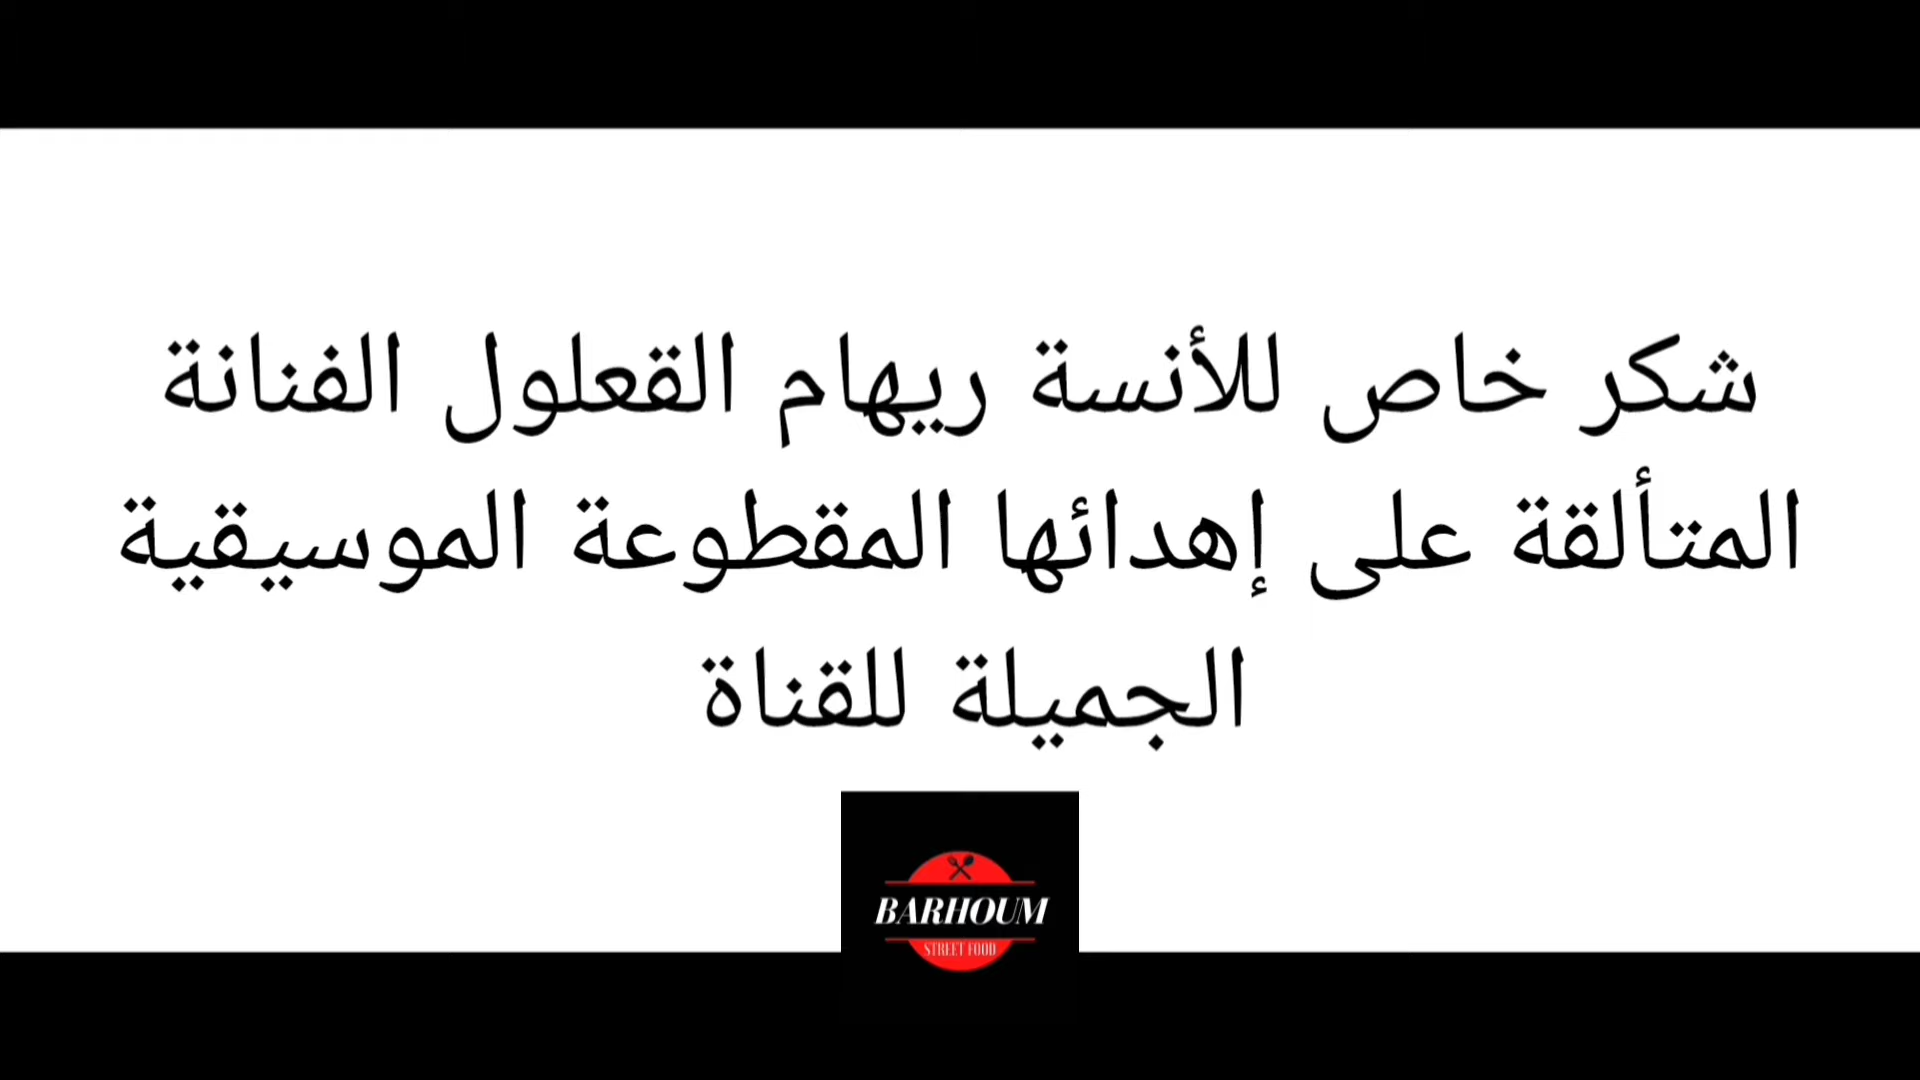 شكر خاص للأنسة ريهام القعلول الفنانة
المتألقة على إهدائها المقطوعة الموسيقية
الجميلة للقناة
BARHOUM
STREET FOOD